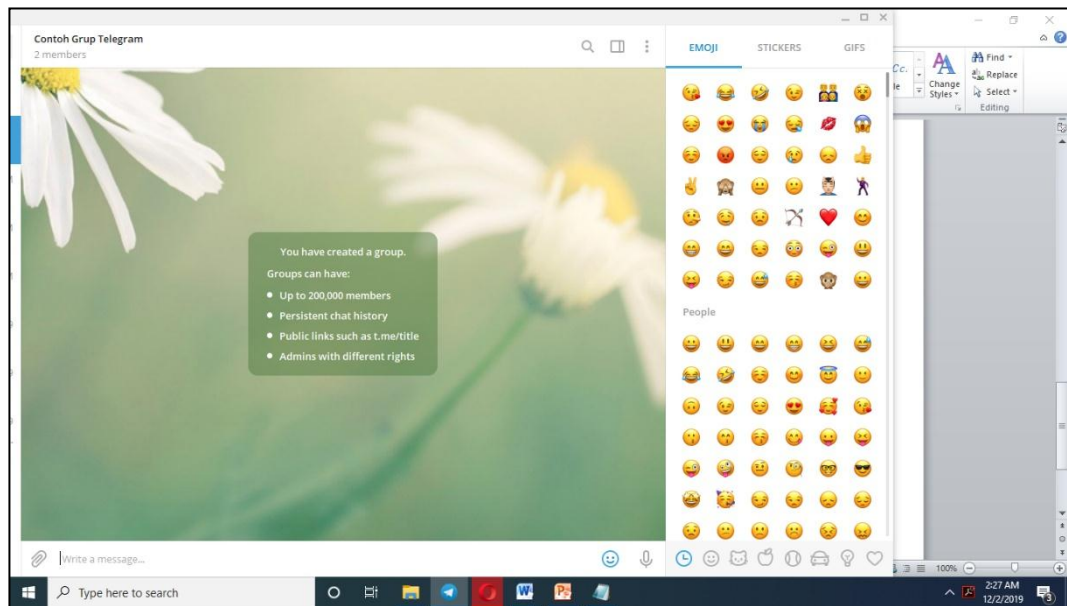 Contoh Grup Telegram
2 members
EMOJI STICKERS GIFS
You have created a group.
Groups can have:
Up to 200,000 members
Persistent chat history
Public links such as t.me/title
Admins with different rights
People
Write a message...
Cc.
Change
Styles
Find
Replace
Select
Editing
100%
Type here to search
2:27 AM
12/2/2019
3